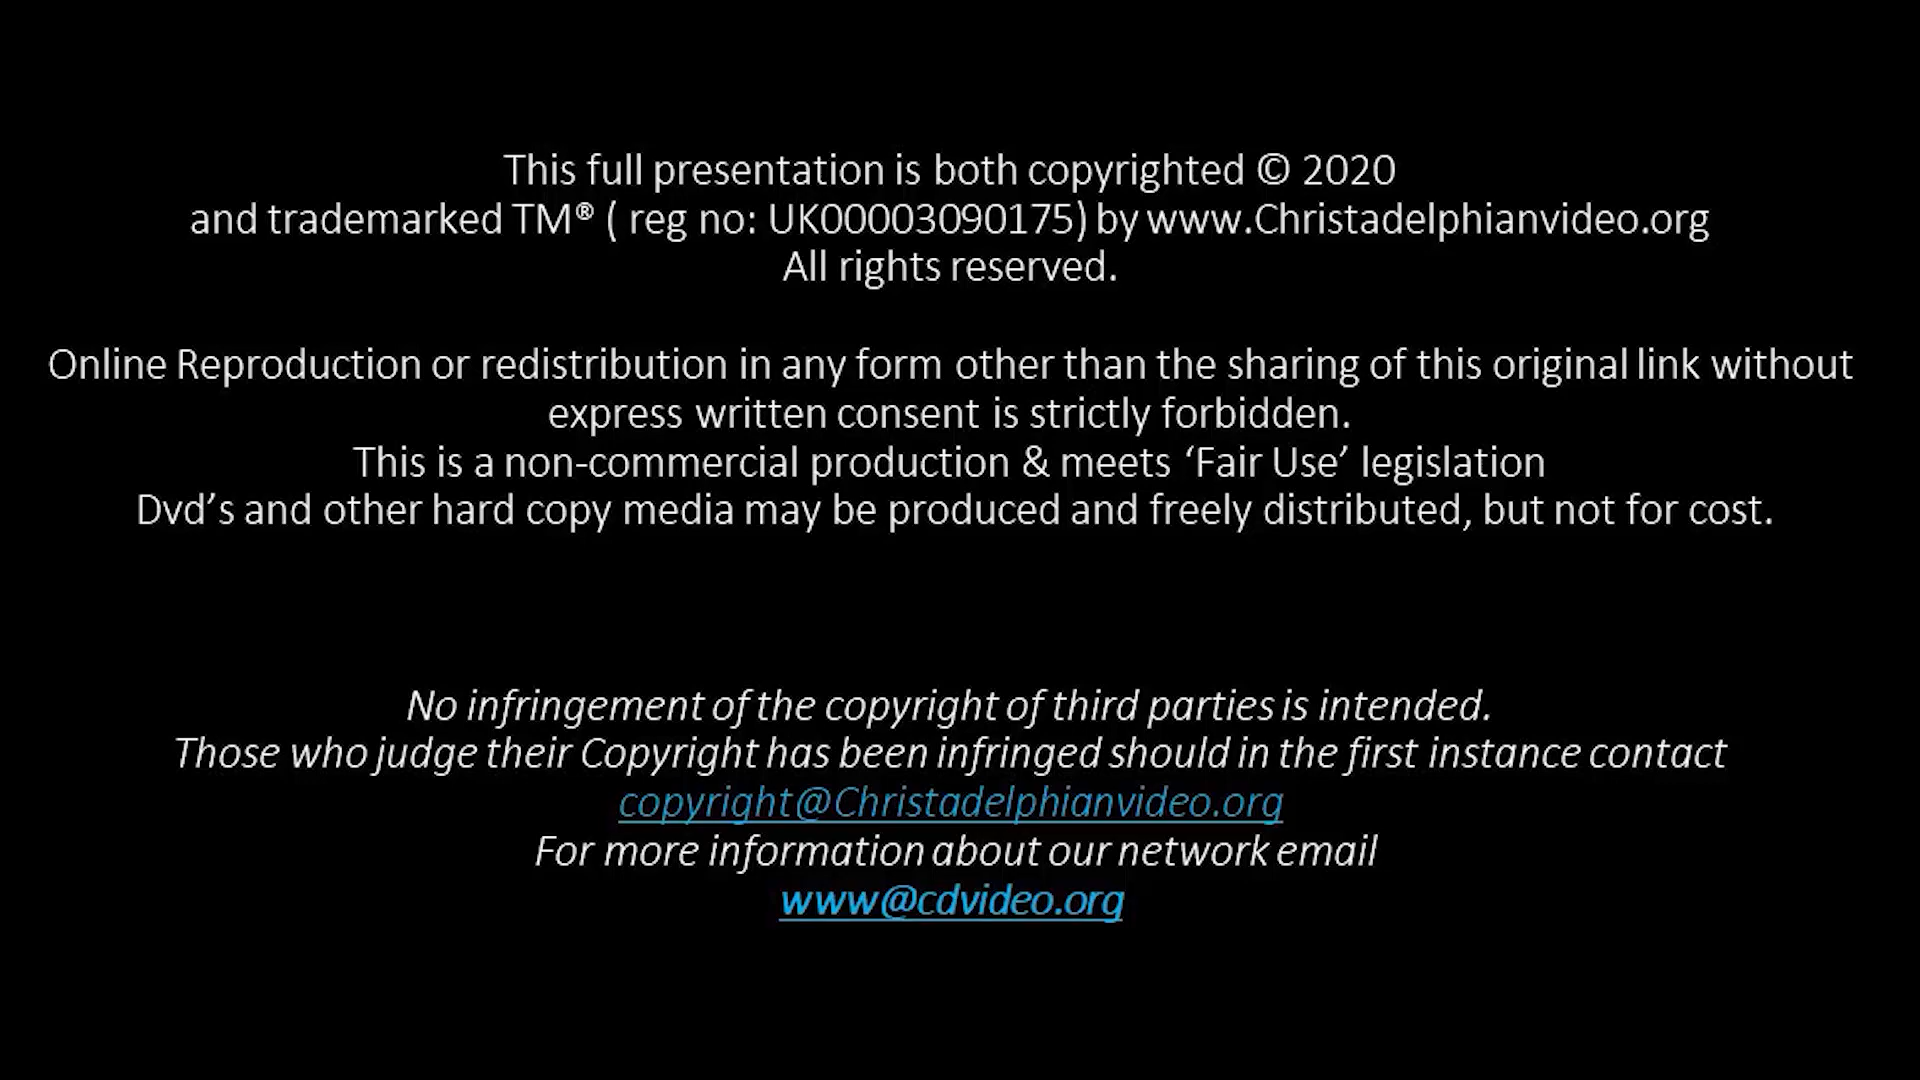 This full presentation is both copyrighted © 2020
and trademarked TM® ( reg no: UK00003090175) by www.Christadelphianvideo.org
All rights reserved.
Online Reproduction or redistribution in any form other than the sharing of this original link without
express written consent is strictly forbidden.
This is a non-commercial production & meets ‘Fair Use’ legislation
Dvd’s and other hard copy media may be produced and freely distributed, but not for cost.
No infringement of the copyright of third parties is intended.
Those who judge their Copyright has been infringed should in the first instance contact
copyright@Christadelphianvideo.org
For more information about our network email
www@cdvideo.org